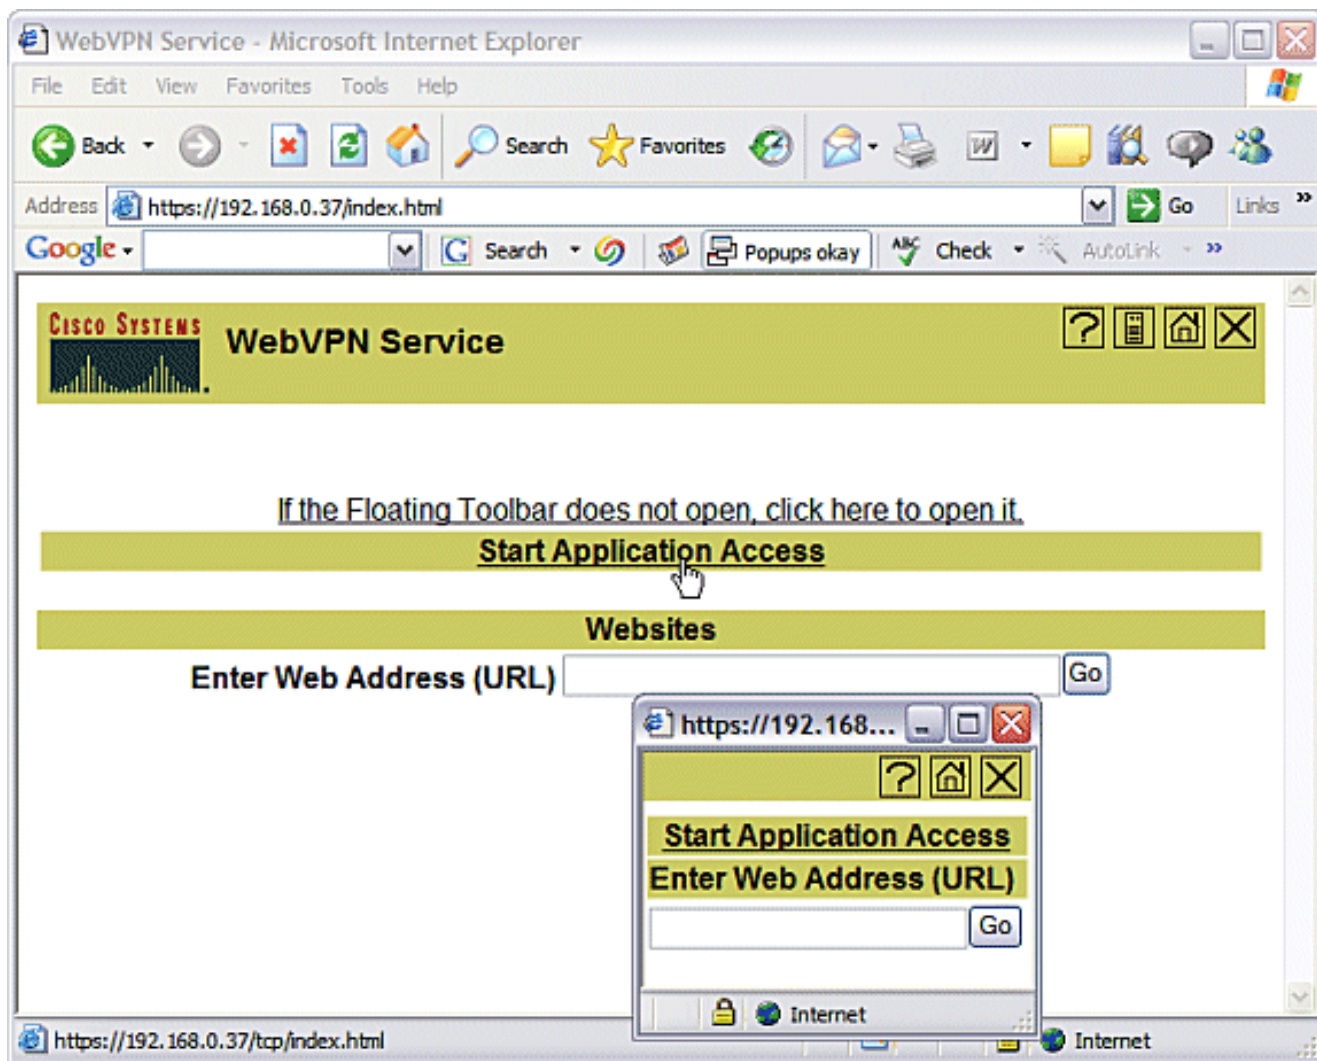 WebVPN Service - Microsoft Internet Explorer
File Edit View Favorites Tools Help
Back Search Favorites W
Address https://192.168.0.37/index.html Go Links »
Google G Search Popups okay ABC Check AutoLink »
CISCO SYSTEMS
WebVPN Service
?
If the Floating Toolbar does not open, click here to open it.
Start Application Access
Websites
Enter Web Address (URL) Go
https://192.168...
?
Start Application Access
Enter Web Address (URL)
Go
Internet
https://192.168.0.37/tcp/index.html Internet